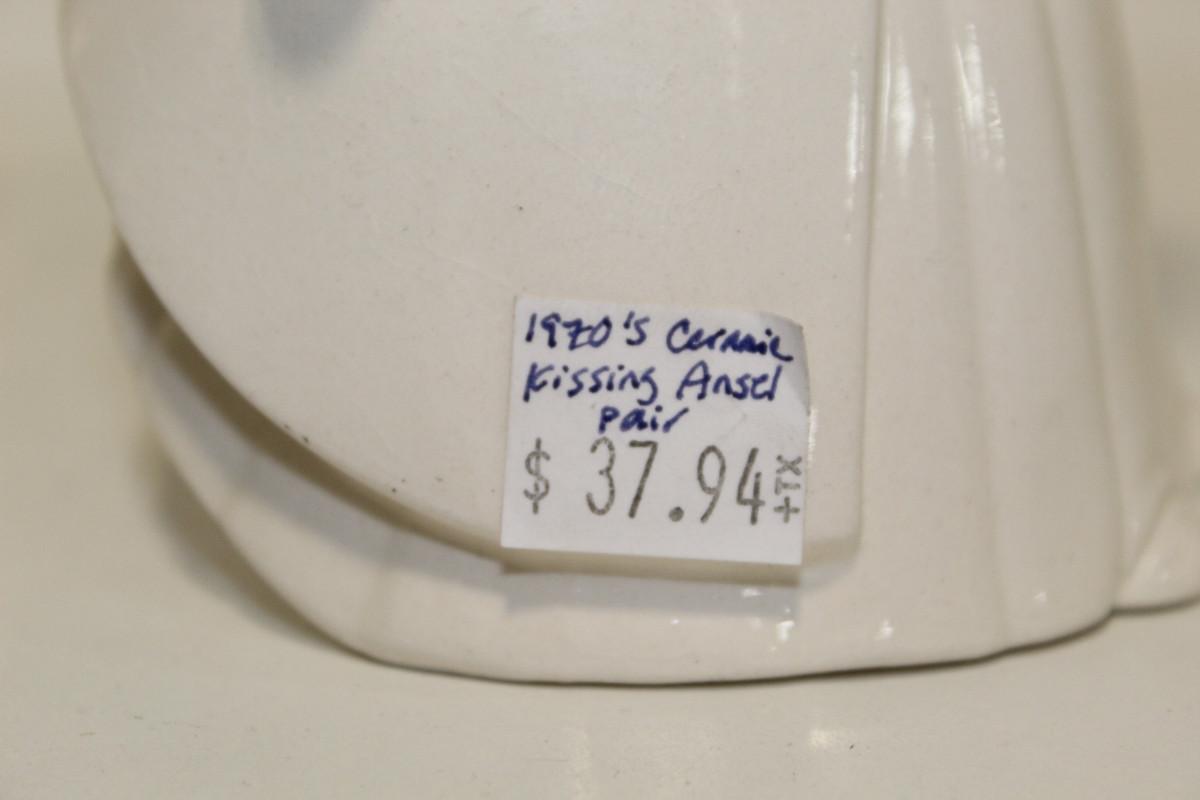 1970's Ceramic
Kissing Angel
pair
$ 37.94 +TX